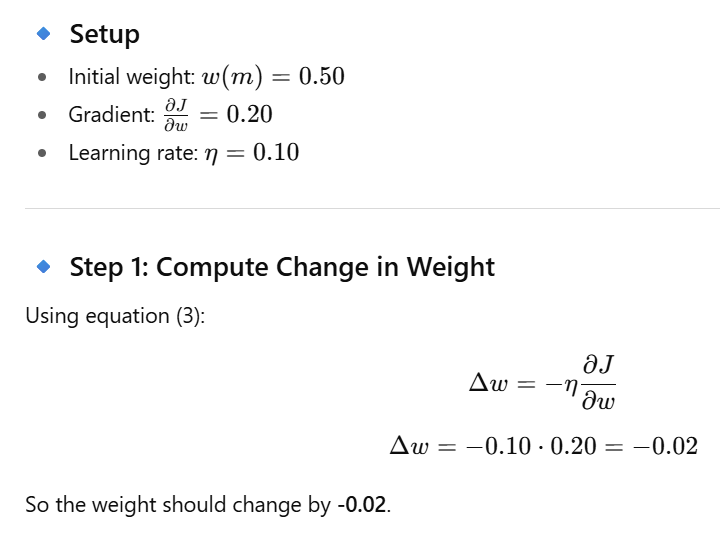 Setup
• Initial weight: w(m) = 0.50
• Gradient: ∂J/∂w = 0.20
• Learning rate: η = 0.10
Step 1: Compute Change in Weight
Using equation (3):
Δw = −η ∂J/∂w
Δw = −0.10 · 0.20 = −0.02
So the weight should change by -0.02.